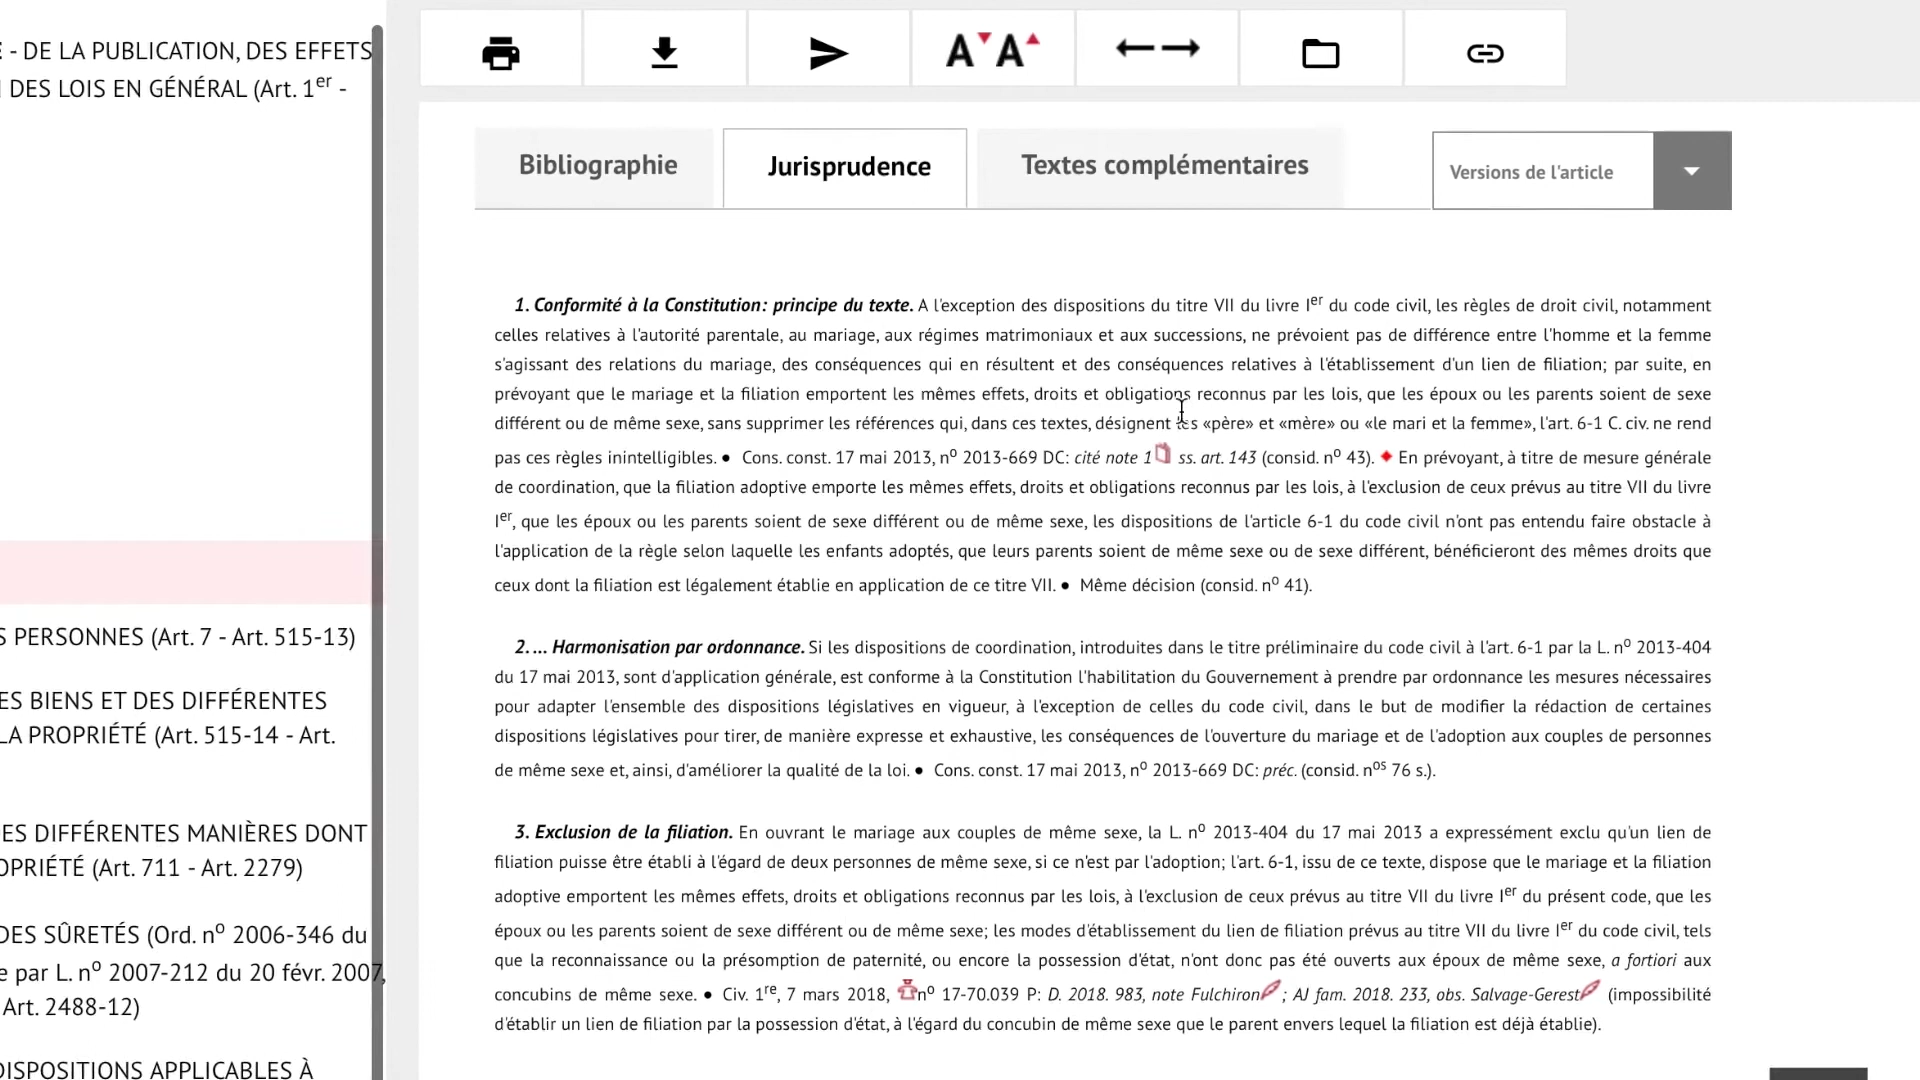 E - DE LA PUBLICATION, DES EFFETS
DES LOIS EN GÉNÉRAL (Art. 1er -
S PERSONNES (Art. 7 - Art. 515-13)
ES BIENS ET DES DIFFÉRENTES
LA PROPRIÉTÉ (Art. 515-14 - Art.
DES DIFFÉRENTES MANIÈRES DONT
OPRIÉTÉ (Art. 711 - Art. 2279)
DES SÛRETÉS (Ord. no 2006-346 du
e par L. no 2007-212 du 20 févr. 2007,
Art. 2488-12)
DISPOSITIONS APPLICABLES À
A A
Bibliographie
Jurisprudence
Textes complémentaires
Versions de l'article
1. Conformité à la Constitution: principe du texte. A l'exception des dispositions du titre VII du livre Ier du code civil, les règles de droit civil, notamment
celles relatives à l'autorité parentale, au mariage, aux régimes matrimoniaux et aux successions, ne prévoient pas de différence entre l'homme et la femme
s'agissant des relations du mariage, des conséquences qui en résultent et des conséquences relatives à l'établissement d'un lien de filiation; par suite, en
prévoyant que le mariage et la filiation emportent les mêmes effets, droits et obligations reconnus par les lois, que les époux ou les parents soient de sexe
différent ou de même sexe, sans supprimer les références qui, dans ces textes, désignent les «père» et «mère» ou «le mari et la femme», l'art. 6-1 C. civ. ne rend
pas ces règles inintelligibles. ● Cons. const. 17 mai 2013, no 2013-669 DC: cité note 1 ss. art. 143 (consid. no 43). ♦ En prévoyant, à titre de mesure générale
de coordination, que la filiation adoptive emporte les mêmes effets, droits et obligations reconnus par les lois, à l'exclusion de ceux prévus au titre VII du livre
Ier, que les époux ou les parents soient de sexe différent ou de même sexe, les dispositions de l'article 6-1 du code civil n'ont pas entendu faire obstacle à
l'application de la règle selon laquelle les enfants adoptés, que leurs parents soient de même sexe ou de sexe différent, bénéficieront des mêmes droits que
ceux dont la filiation est légalement établie en application de ce titre VII. ● Même décision (consid. no 41).
2. ... Harmonisation par ordonnance. Si les dispositions de coordination, introduites dans le titre préliminaire du code civil à l'art. 6-1 par la L. no 2013-404
du 17 mai 2013, sont d'application générale, est conforme à la Constitution l'habilitation du Gouvernement à prendre par ordonnance les mesures nécessaires
pour adapter l'ensemble des dispositions législatives en vigueur, à l'exception de celles du code civil, dans le but de modifier la rédaction de certaines
dispositions législatives pour tirer, de manière expresse et exhaustive, les conséquences de l'ouverture du mariage et de l'adoption aux couples de personnes
de même sexe et, ainsi, d'améliorer la qualité de la loi. ● Cons. const. 17 mai 2013, no 2013-669 DC: préc. (consid. nos 76 s.).
3. Exclusion de la filiation. En ouvrant le mariage aux couples de même sexe, la L. no 2013-404 du 17 mai 2013 a expressément exclu qu'un lien de
filiation puisse être établi à l'égard de deux personnes de même sexe, si ce n'est par l'adoption; l'art. 6-1, issu de ce texte, dispose que le mariage et la filiation
adoptive emportent les mêmes effets, droits et obligations reconnus par les lois, à l'exclusion de ceux prévus au titre VII du livre Ier du présent code, que les
époux ou les parents soient de sexe différent ou de même sexe; les modes d'établissement du lien de filiation prévus au titre VII du livre Ier du code civil, tels
que la reconnaissance ou la présomption de paternité, ou encore la possession d'état, n'ont donc pas été ouverts aux époux de même sexe, a fortiori aux
concubins de même sexe. ● Civ. 1re, 7 mars 2018, no 17-70.039 P: D. 2018. 983, note Fulchiron ; AJ fam. 2018. 233, obs. Salvage-Gerest (impossibilité
d'établir un lien de filiation par la possession d'état, à l'égard du concubin de même sexe que le parent envers lequel la filiation est déjà établie).